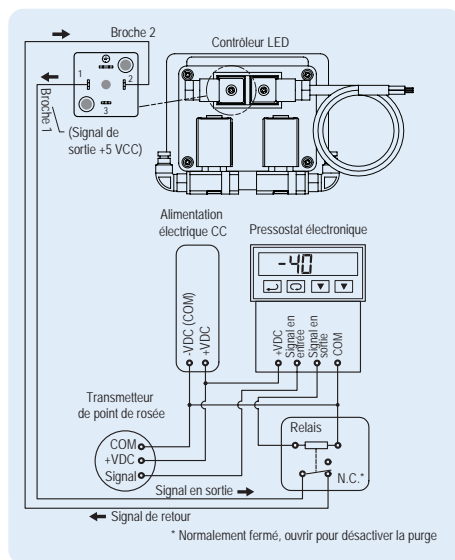 Broche 2
Contrôleur LED
1
2
3
Broche 1
(Signal de
sortie +5 VCC)
Alimentation
électrique CC
Pressostat électronique
-40
-VDC (COM)
+VDC
+VDC
Signal en
entrée
Signal en
sortie
COM
Transmetteur
de point de rosée
COM
+VDC
Signal
Relais
N.C.*
Signal en sortie
Signal de retour
* Normalement fermé, ouvrir pour désactiver la purge